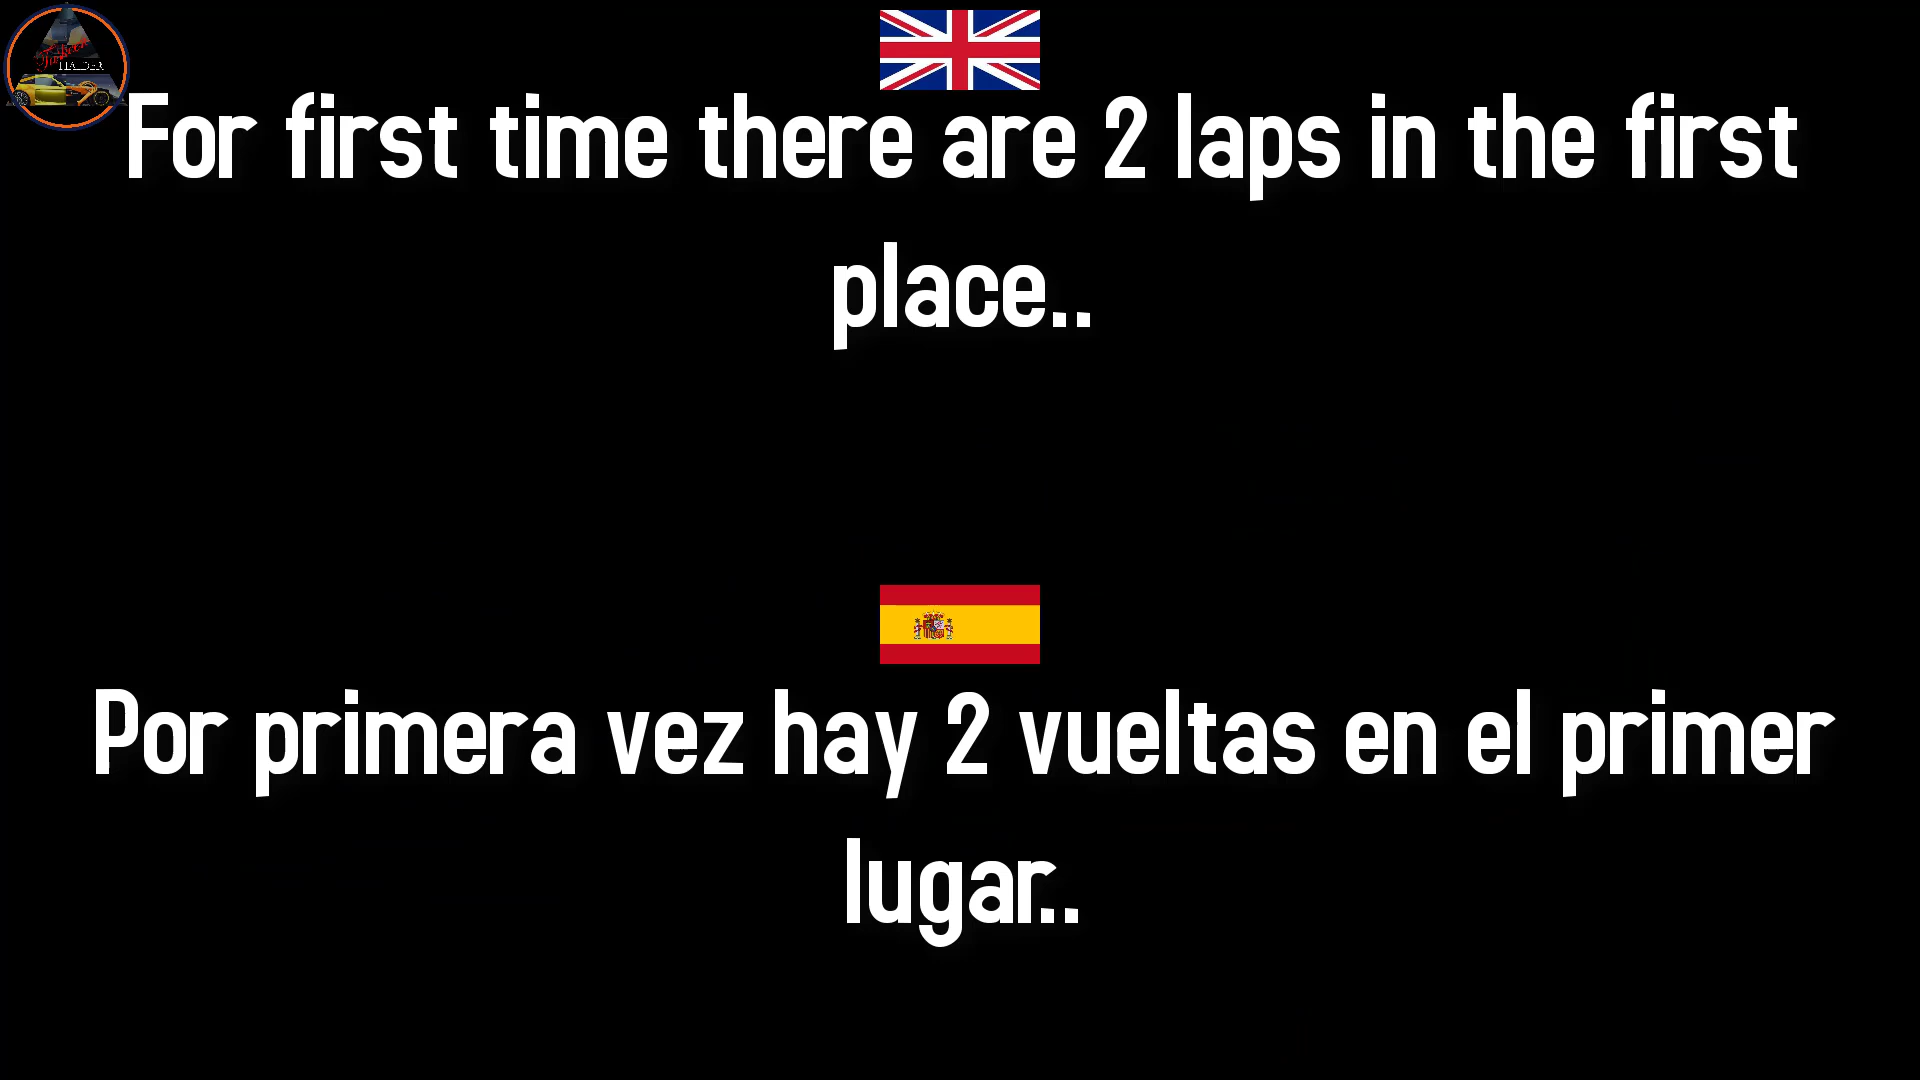 For first time there are 2 laps in the first
place..
Por primera vez hay 2 vueltas en el primer
lugar..